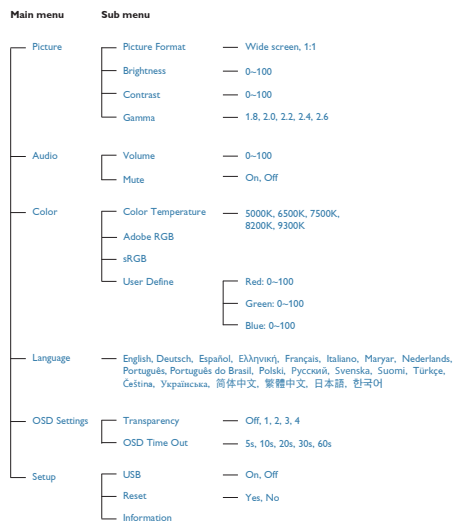 Main menu Sub menu
Picture Picture Format Wide screen, 1:1
Brightness 0~100
Contrast 0~100
Gamma 1.8, 2.0, 2.2, 2.4, 2.6
Audio Volume 0~100
Mute On, Off
Color Color Temperature 5000K, 6500K, 7500K,
8200K, 9300K
Adobe RGB
sRGB
User Define Red: 0~100
Green: 0~100
Blue: 0~100
Language English, Deutsch, Español, Ελληνική, Français, Italiano, Maryar, Nederlands,
Português, Português do Brasil, Polski, Русский, Svenska, Suomi, Türkçe,
Čeština, Українська, 简体中文, 繁體中文, 日本語, 한국어
OSD Settings Transparency Off, 1, 2, 3, 4
OSD Time Out 5s, 10s, 20s, 30s, 60s
Setup USB On, Off
Reset Yes, No
Information